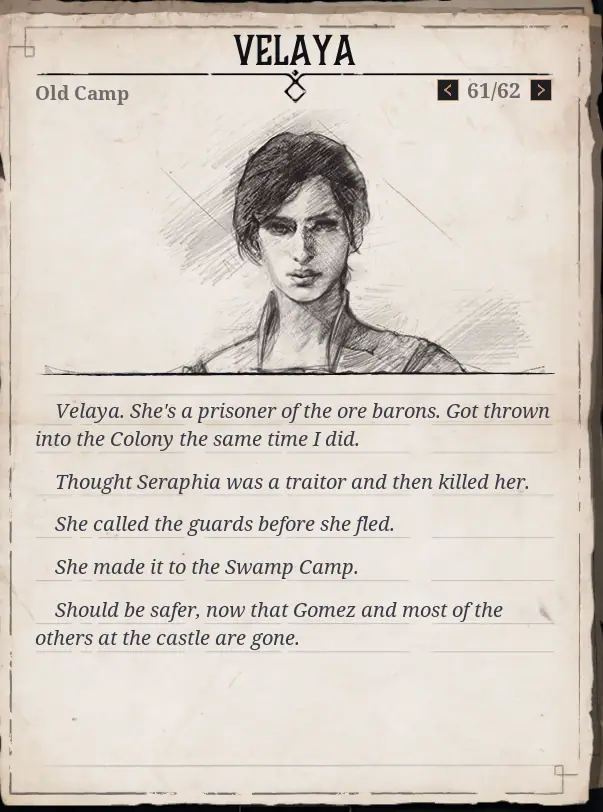 VELAYA
Old Camp
61/62
Velaya. She's a prisoner of the ore barons. Got thrown
into the Colony the same time I did.
Thought Seraphia was a traitor and then killed her.
She called the guards before she fled.
She made it to the Swamp Camp.
Should be safer, now that Gomez and most of the
others at the castle are gone.